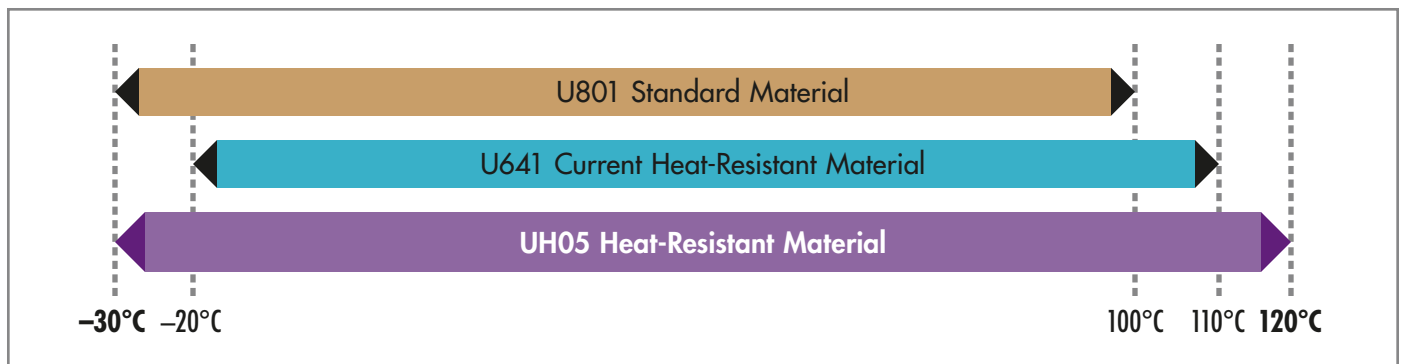 U801 Standard Material
U641 Current Heat-Resistant Material
UH05 Heat-Resistant Material
–30°C –20°C 100°C 110°C 120°C